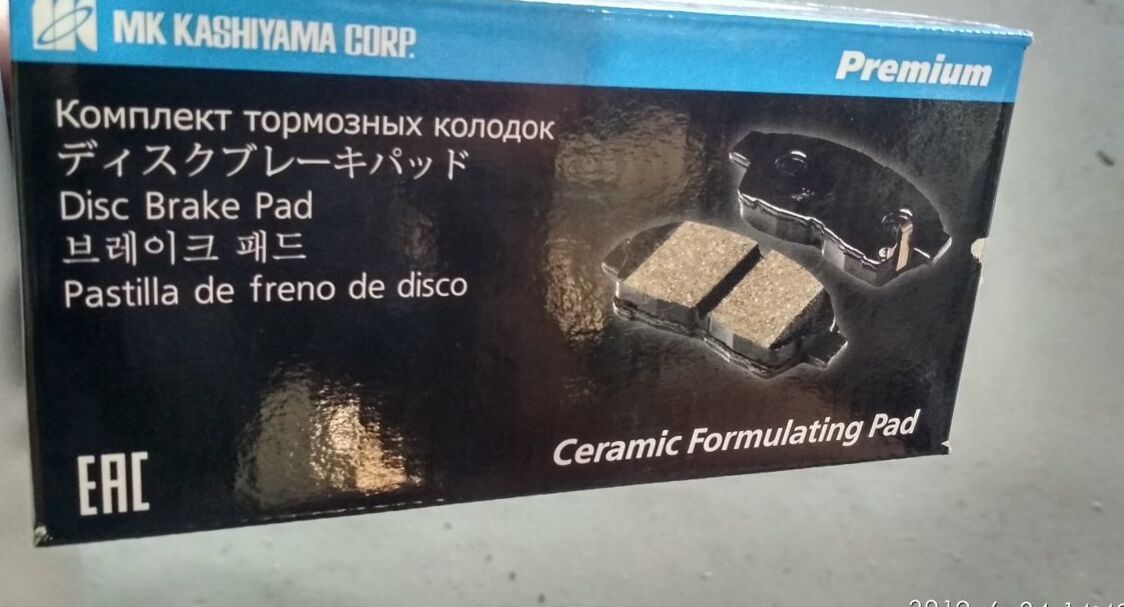 MK KASHIYAMA CORP.
Premium
Комплект тормозных колодок
ディスクブレーキパッド
Disc Brake Pad
브레이크 패드
Pastilla de freno de disco
Ceramic Formulating Pad
EAC